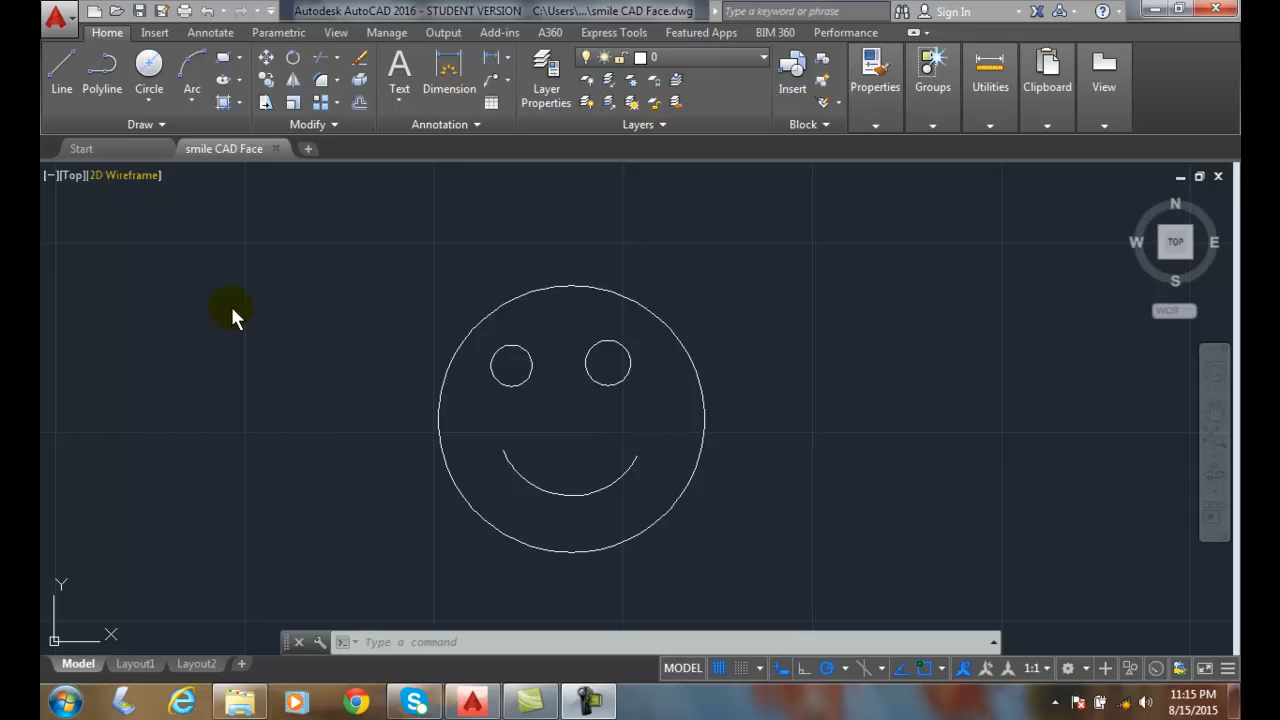 Autodesk AutoCAD 2016 - STUDENT VERSION C:\Users\...\smile CAD Face.dwg
Type a keyword or phrase
Sign In
Home Insert Annotate Parametric View Manage Output Add-ins A360 Express Tools Featured Apps BIM 360 Performance
0
Line Polyline Circle Arc
Text Dimension
Layer
Properties
Insert
Properties Groups Utilities Clipboard View
Draw Modify Annotation Layers Block
Start
smile CAD Face
[−][Top][2D Wireframe]
N
W TOP E
S
WCS
Y
X
Type a command
Model Layout1 Layout2
MODEL
1:1
11:15 PM
8/15/2015